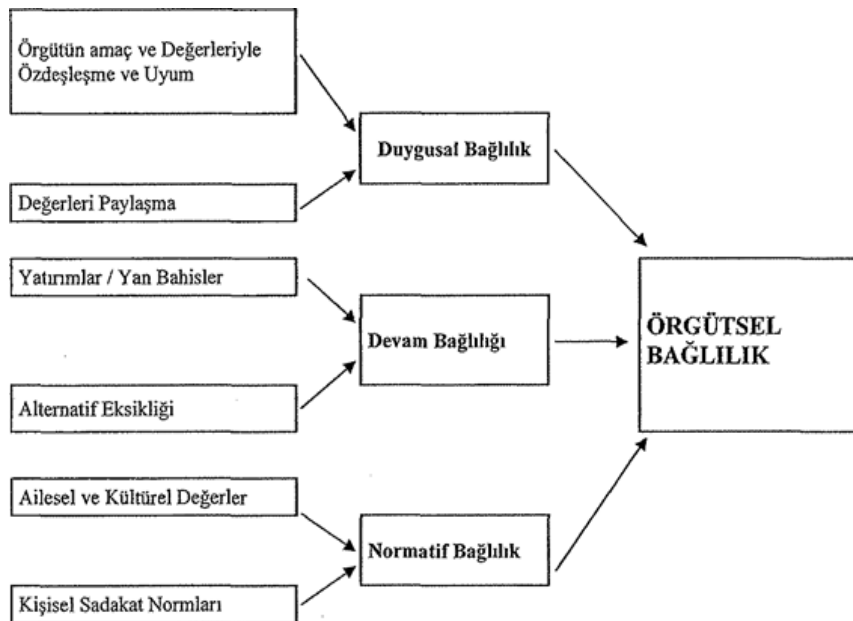 Örgütün amaç ve Değerleriyle
Özdeşleşme ve Uyum
Duygusal Bağlılık
Değerleri Paylaşma
Yatırımlar / Yan Bahisler
Devam Bağlılığı
ÖRGÜTSEL
BAĞLILIK
Alternatif Eksikliği
Ailesel ve Kültürel Değerler
Normatif Bağlılık
Kişisel Sadakat Normları